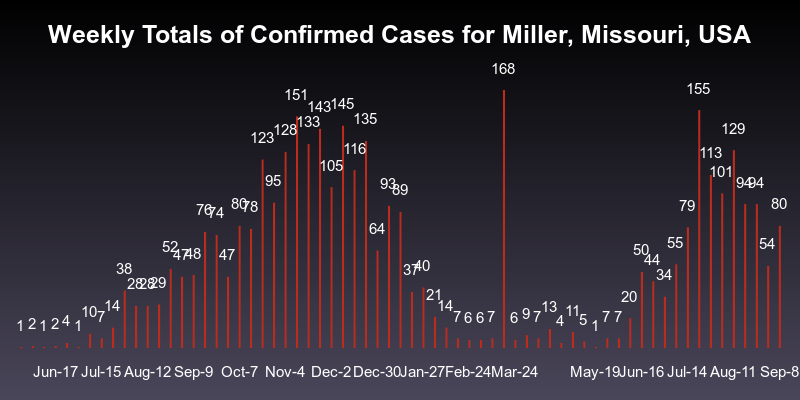 Weekly Totals of Confirmed Cases for Miller, Missouri, USA
1 2 1 2 4 1 10 7 14 38 28 28 29 52 47 48 76 74 47 80 78 123 95 128 151 133 143 105 145 116 135 64 93 89 37 40 21 14 7 6 6 7 168 6 9 7 13 4 11 5 1 7 7 20 50 44 34 55 79 155 113 101 129 94 94 54 80
Jun-17 Jul-15 Aug-12 Sep-9 Oct-7 Nov-4 Dec-2 Dec-30 Jan-27 Feb-24 Mar-24 May-19 Jun-16 Jul-14 Aug-11 Sep-8